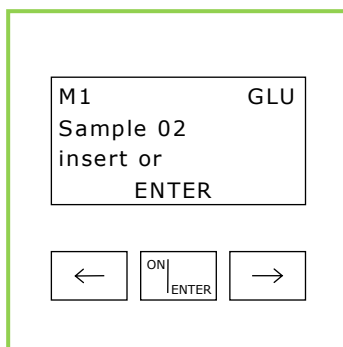 M1 GLU
Sample 02
insert or
ENTER
← ON ENTER →